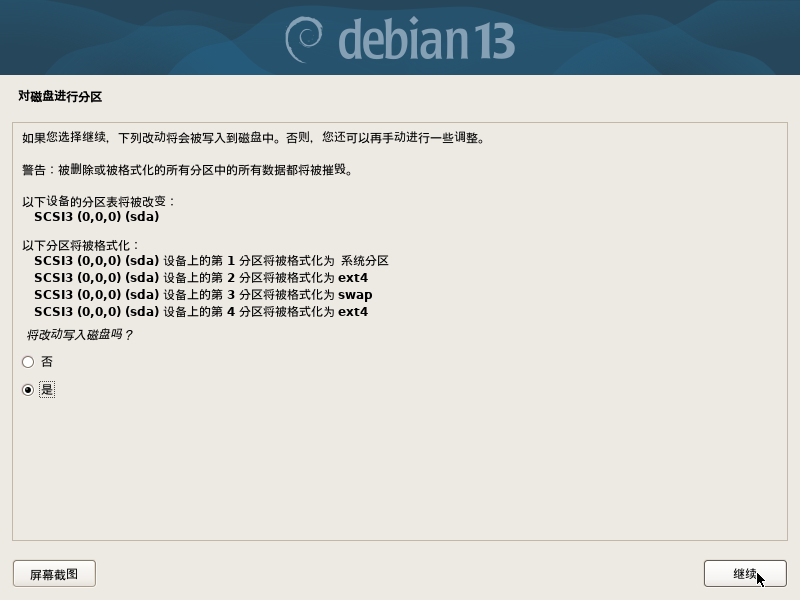 debian 13
对磁盘进行分区
如果您选择继续，下列改动将会被写入到磁盘中。否则，您还可以再手动进行一些调整。
警告：被删除或被格式化的所有分区中的所有数据都将被摧毁。
以下设备的分区表将被改变：
SCSI3 (0,0,0) (sda)
以下分区将被格式化：
SCSI3 (0,0,0) (sda) 设备上的第 1 分区将被格式化为 系统分区
SCSI3 (0,0,0) (sda) 设备上的第 2 分区将被格式化为 ext4
SCSI3 (0,0,0) (sda) 设备上的第 3 分区将被格式化为 swap
SCSI3 (0,0,0) (sda) 设备上的第 4 分区将被格式化为 ext4
将改动写入磁盘吗？
否
是
屏幕截图
继续